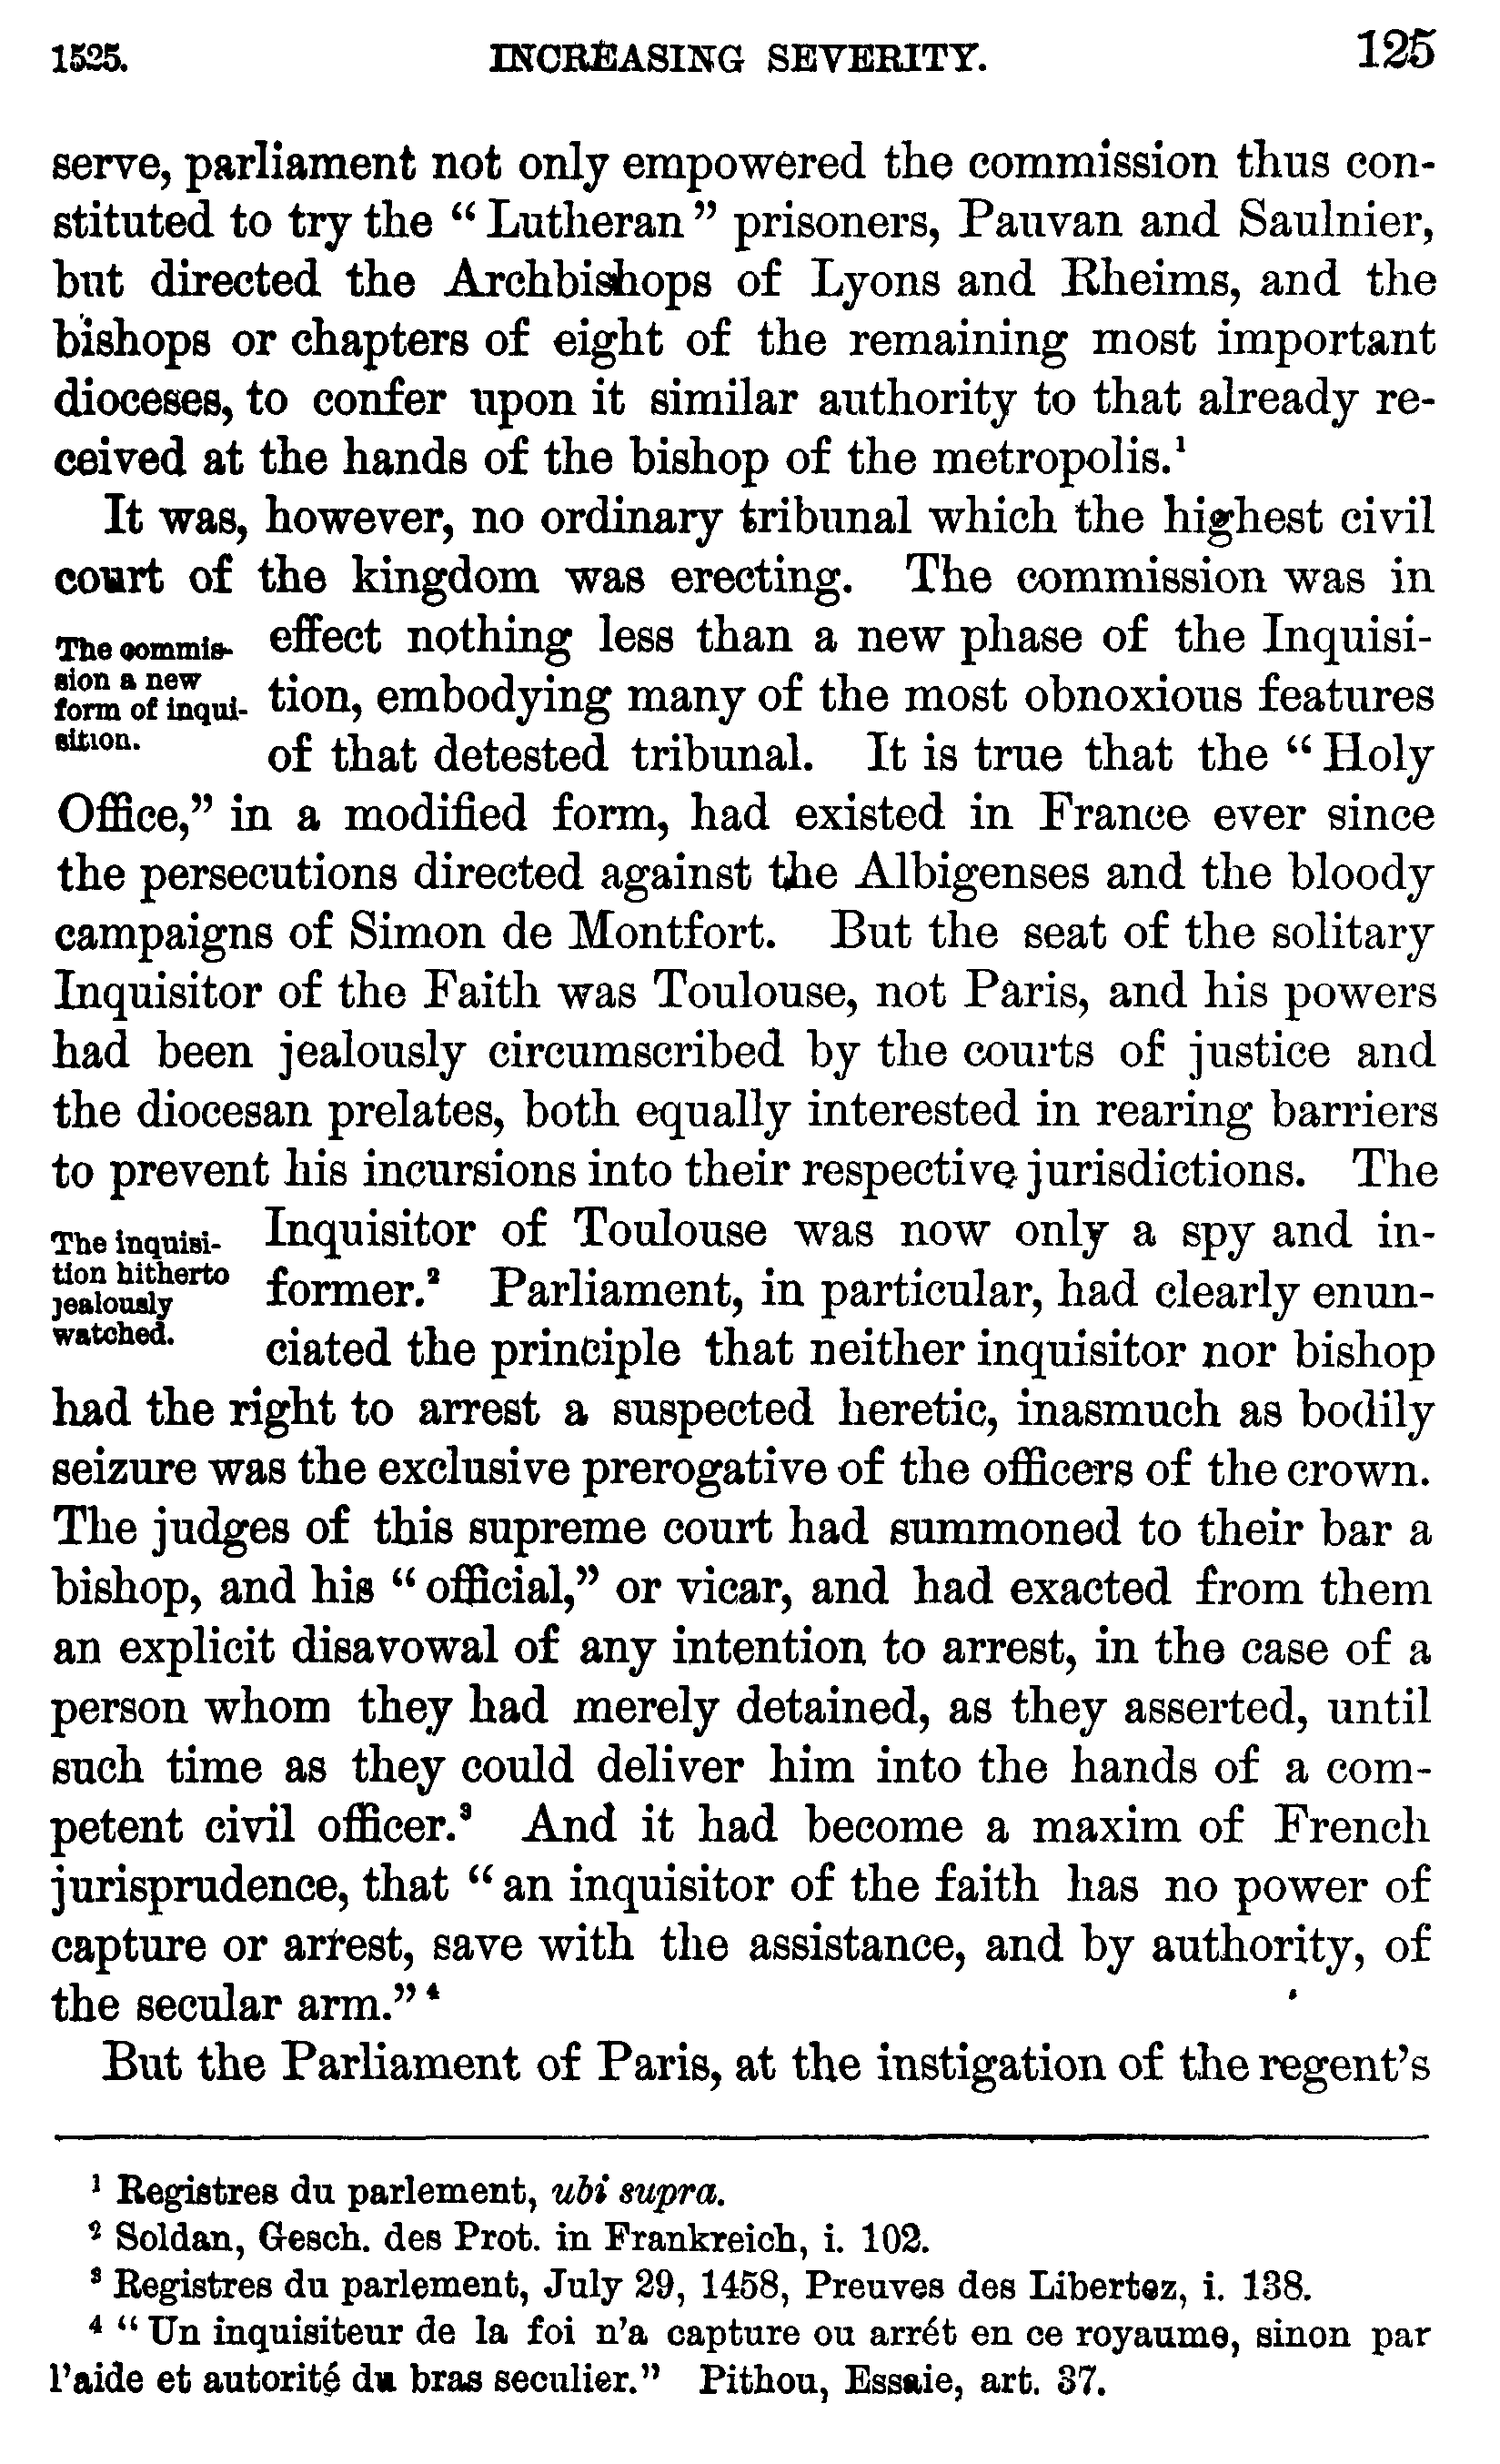 1525. INCREASING SEVERITY. 125
serve, parliament not only empowered the commission thus con-
stituted to try the “Lutheran” prisoners, Pauvan and Saulnier,
but directed the Archbishops of Lyons and Rheims, and the
bishops or chapters of eight of the remaining most important
dioceses, to confer upon it similar authority to that already re-
ceived at the hands of the bishop of the metropolis.¹
It was, however, no ordinary tribunal which the highest civil
court of the kingdom was erecting. The commission was in
The commis-
sion a new
form of inqui-
sition.
effect nothing less than a new phase of the Inquisi-
tion, embodying many of the most obnoxious features
of that detested tribunal. It is true that the “Holy
Office,” in a modified form, had existed in France ever since
the persecutions directed against the Albigenses and the bloody
campaigns of Simon de Montfort. But the seat of the solitary
Inquisitor of the Faith was Toulouse, not Paris, and his powers
had been jealously circumscribed by the courts of justice and
the diocesan prelates, both equally interested in rearing barriers
to prevent his incursions into their respective jurisdictions. The
The inquisi-
tion hitherto
jealously
watched.
Inquisitor of Toulouse was now only a spy and in-
former.² Parliament, in particular, had clearly enun-
ciated the principle that neither inquisitor nor bishop
had the right to arrest a suspected heretic, inasmuch as bodily
seizure was the exclusive prerogative of the officers of the crown.
The judges of this supreme court had summoned to their bar a
bishop, and his “official,” or vicar, and had exacted from them
an explicit disavowal of any intention to arrest, in the case of a
person whom they had merely detained, as they asserted, until
such time as they could deliver him into the hands of a com-
petent civil officer.³ And it had become a maxim of French
jurisprudence, that “an inquisitor of the faith has no power of
capture or arrest, save with the assistance, and by authority, of
the secular arm.”⁴
But the Parliament of Paris, at the instigation of the regent’s
¹ Registres du parlement, ubi supra.
² Soldan, Gesch. des Prot. in Frankreich, i. 102.
³ Registres du parlement, July 29, 1458, Preuves des Libertez, i. 138.
⁴ “Un inquisiteur de la foi n’a capture ou arrét en ce royaume, sinon par
l’aide et autorité du bras seculier.” Pithou, Essaie, art. 37.